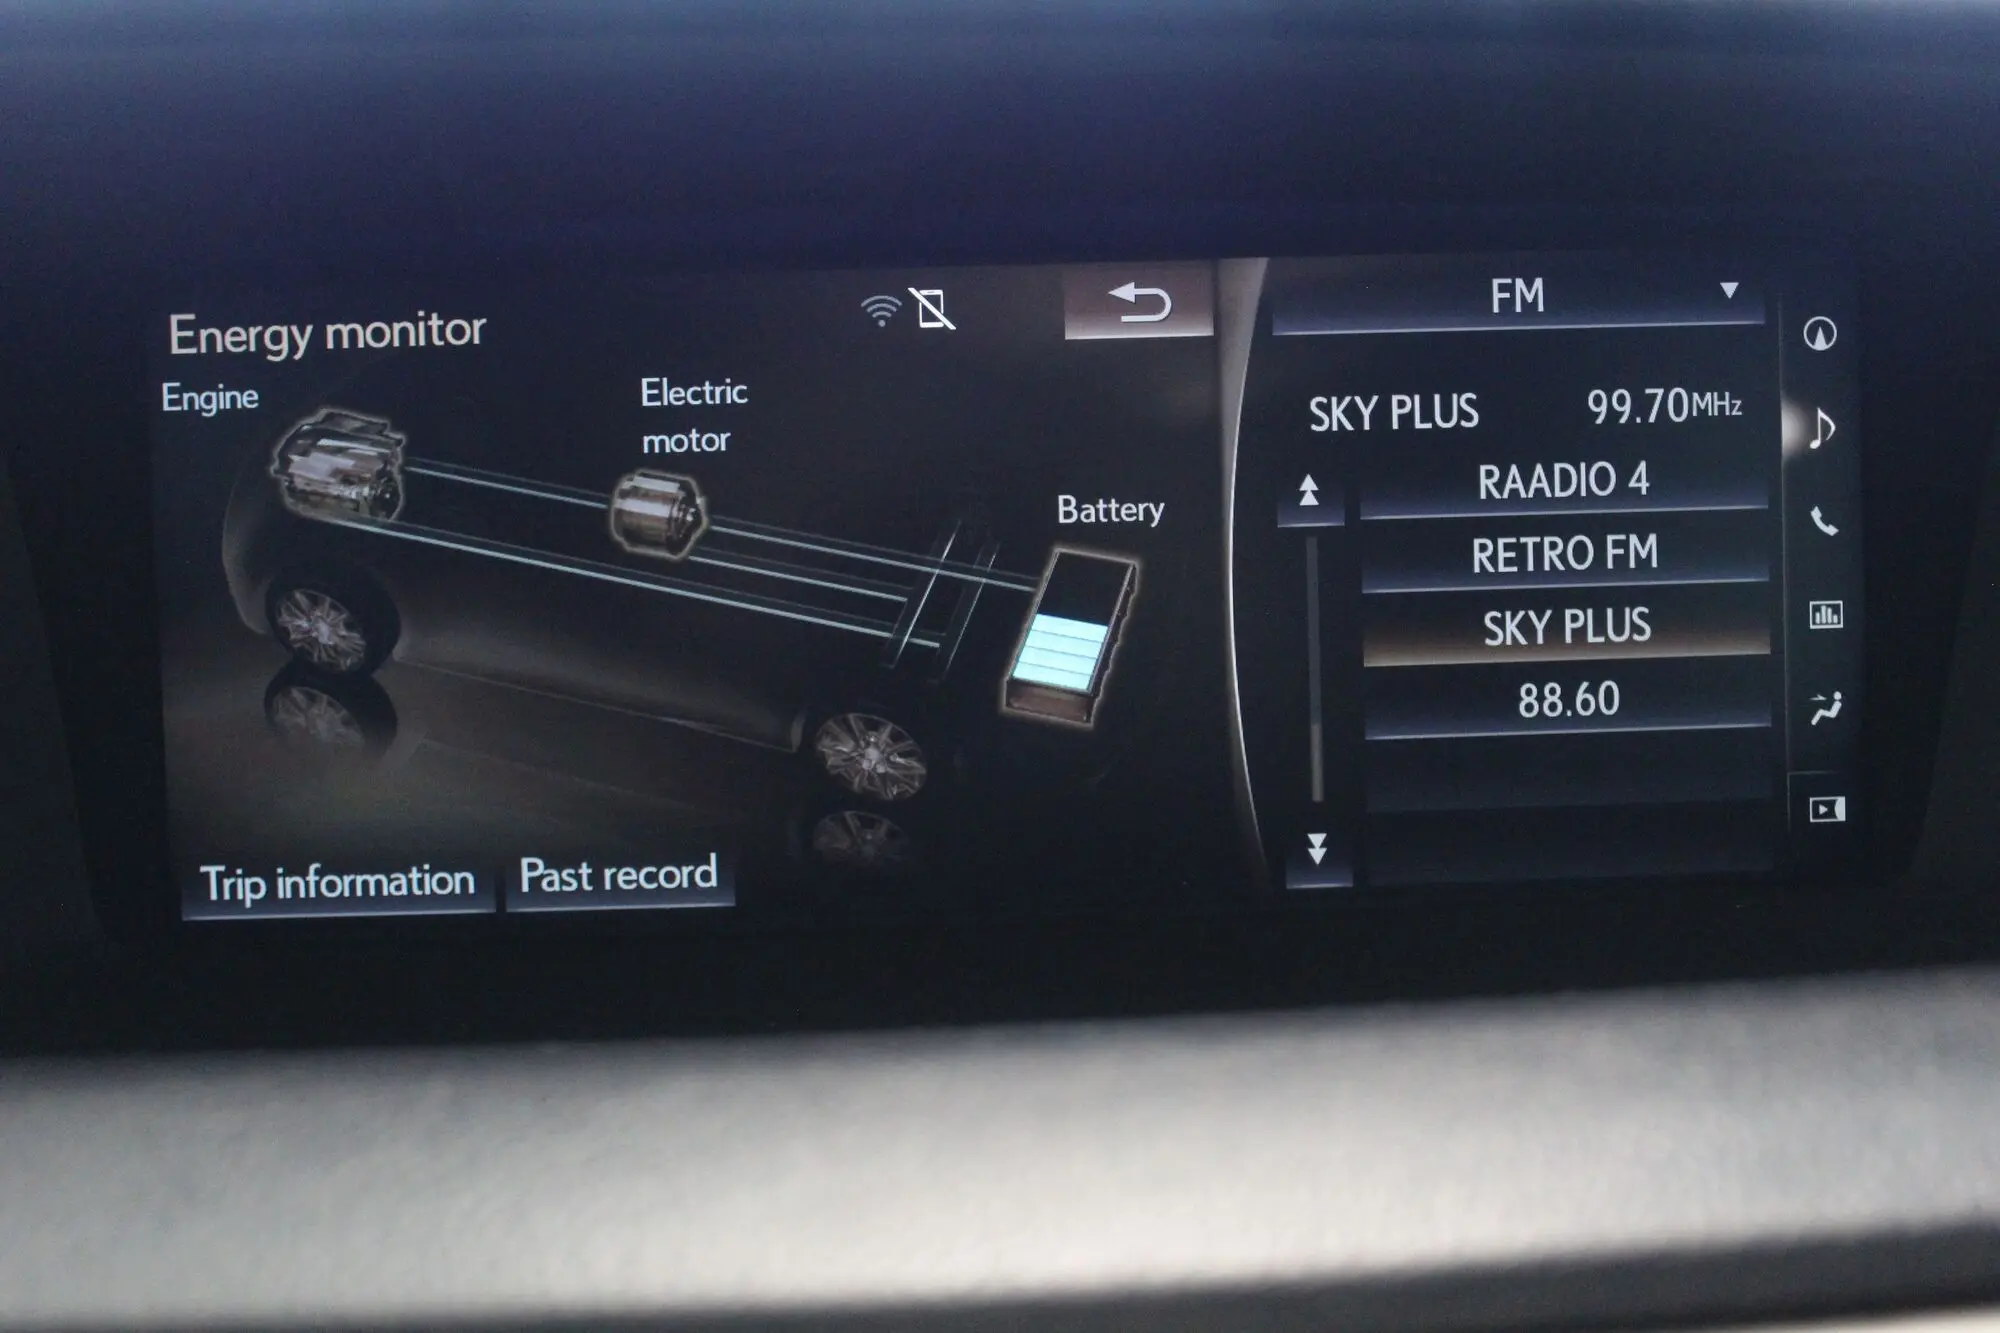 Energy monitor
Engine
Electric
motor
Battery
Trip information
Past record
FM
SKY PLUS 99.70MHz
RAADIO 4
RETRO FM
SKY PLUS
88.60